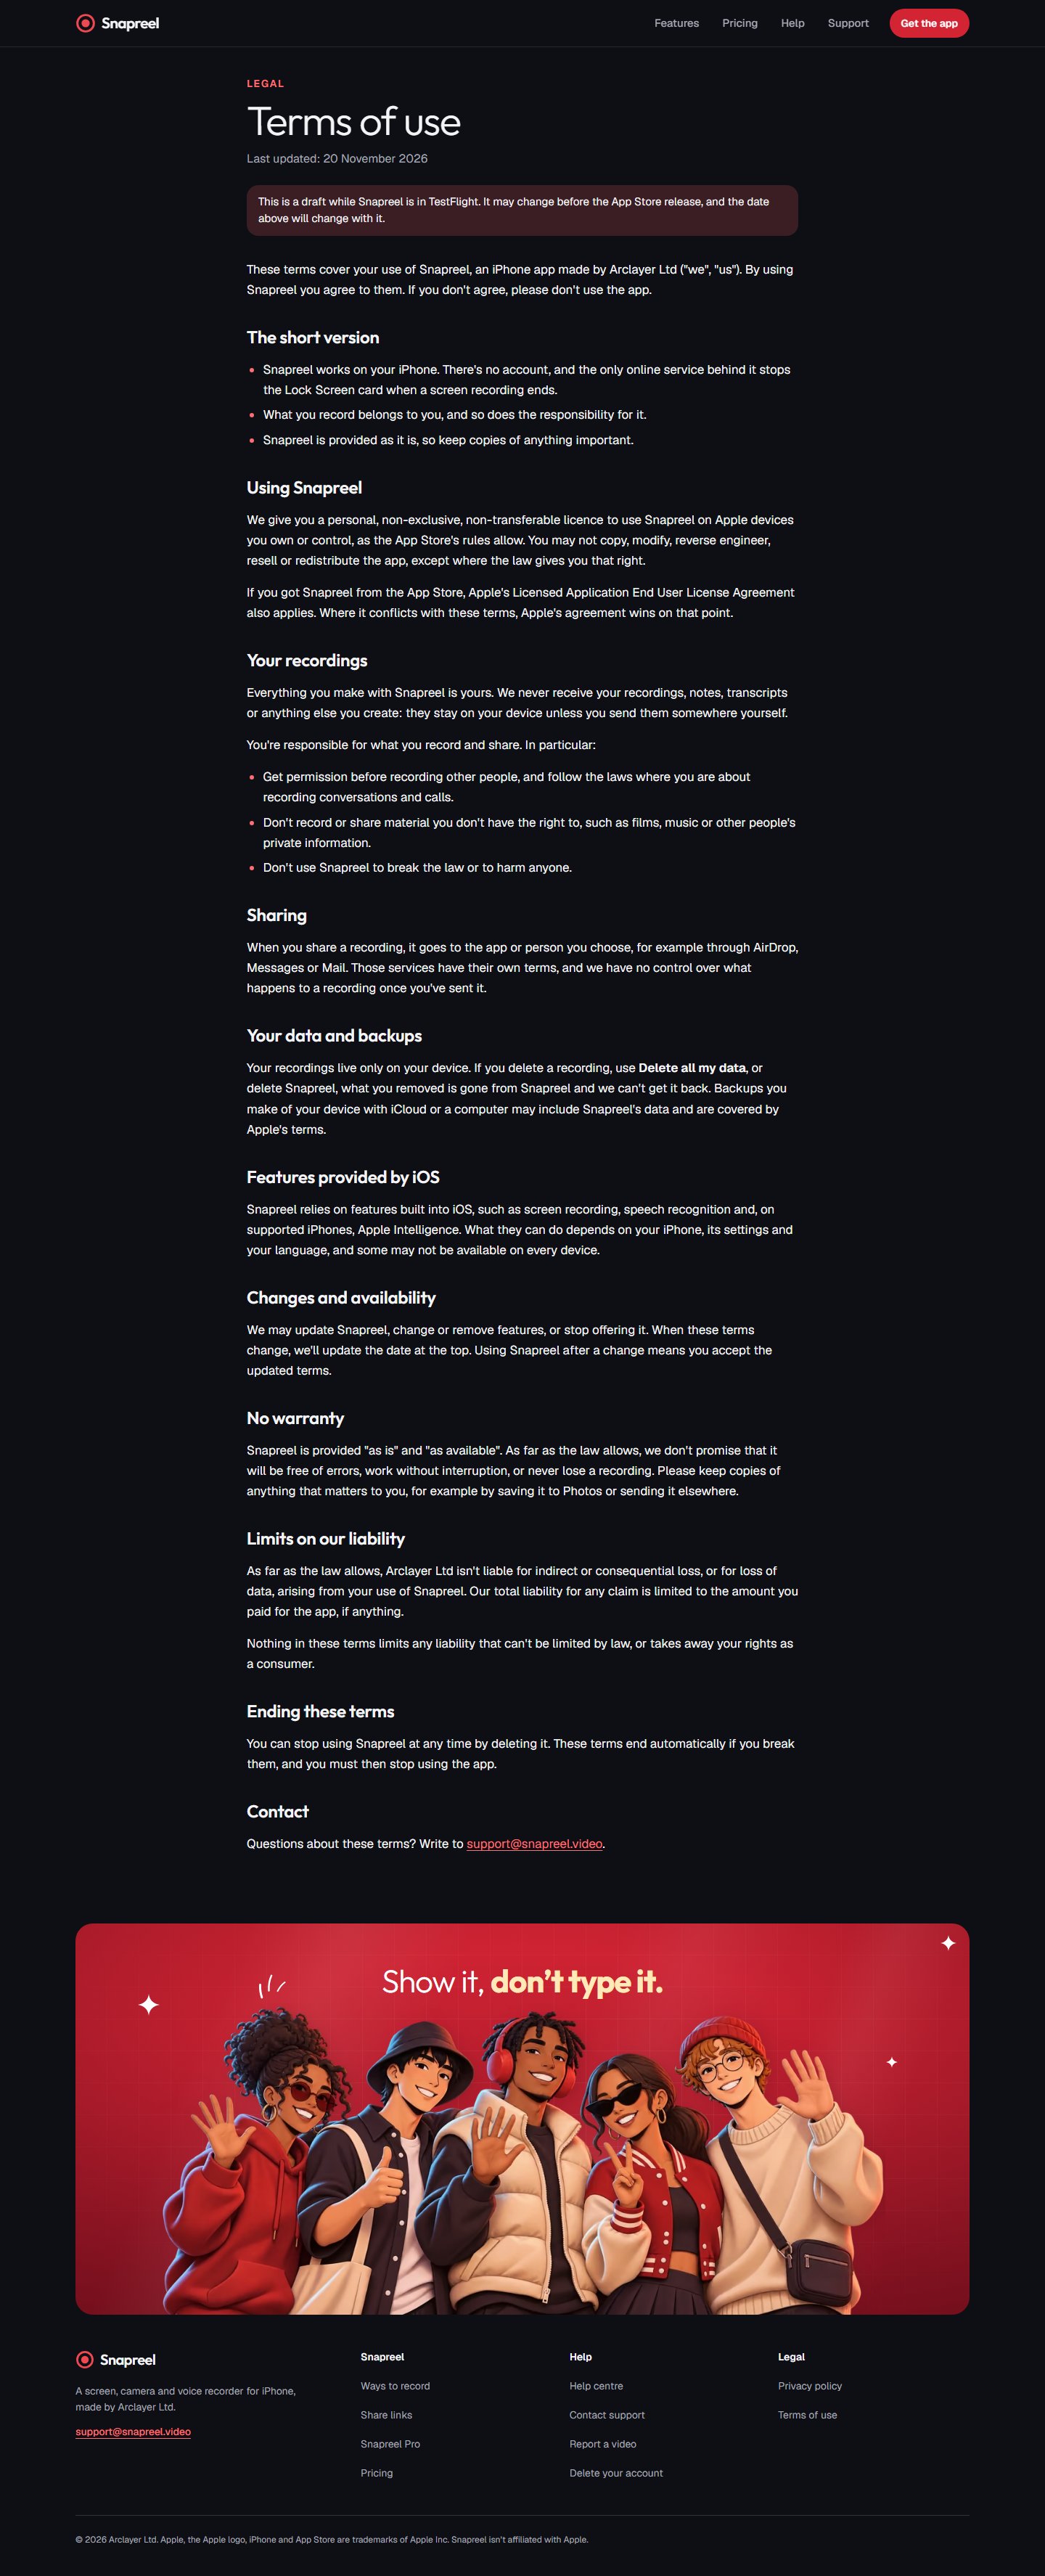 Snapreel
Features
Pricing
Help
Support
Get the app
LEGAL
Terms of use
Last updated: 20 November 2026
This is a draft while Snapreel is in TestFlight. It may change before the App Store release, and the date
above will change with it.
These terms cover your use of Snapreel, an iPhone app made by Arclayer Ltd ("we", "us"). By using
Snapreel you agree to them. If you don't agree, please don't use the app.
The short version
Snapreel works on your iPhone. There's no account, and the only online service behind it stops
the Lock Screen card when a screen recording ends.
What you record belongs to you, and so does the responsibility for it.
Snapreel is provided as it is, so keep copies of anything important.
Using Snapreel
We give you a personal, non-exclusive, non-transferable licence to use Snapreel on Apple devices
you own or control, as the App Store's rules allow. You may not copy, modify, reverse engineer,
resell or redistribute the app, except where the law gives you that right.
If you got Snapreel from the App Store, Apple's Licensed Application End User License Agreement
also applies. Where it conflicts with these terms, Apple's agreement wins on that point.
Your recordings
Everything you make with Snapreel is yours. We never receive your recordings, notes, transcripts
or anything else you create: they stay on your device unless you send them somewhere yourself.
You're responsible for what you record and share. In particular:
Get permission before recording other people, and follow the laws where you are about
recording conversations and calls.
Don't record or share material you don't have the right to, such as films, music or other people's
private information.
Don't use Snapreel to break the law or to harm anyone.
Sharing
When you share a recording, it goes to the app or person you choose, for example through AirDrop,
Messages or Mail. Those services have their own terms, and we have no control over what
happens to a recording once you've sent it.
Your data and backups
Your recordings live only on your device. If you delete a recording, use Delete all my data, or
delete Snapreel, what you removed is gone from Snapreel and we can't get it back. Backups you
make of your device with iCloud or a computer may include Snapreel's data and are covered by
Apple's terms.
Features provided by iOS
Snapreel relies on features built into iOS, such as screen recording, speech recognition and, on
supported iPhones, Apple Intelligence. What they can do depends on your iPhone, its settings and
your language, and some may not be available on every device.
Changes and availability
We may update Snapreel, change or remove features, or stop offering it. When these terms
change, we'll update the date at the top. Using Snapreel after a change means you accept the
updated terms.
No warranty
Snapreel is provided "as is" and "as available". As far as the law allows, we don't promise that it
will be free of errors, work without interruption, or never lose a recording. Please keep copies of
anything that matters to you, for example by saving it to Photos or sending it elsewhere.
Limits on our liability
As far as the law allows, Arclayer Ltd isn't liable for indirect or consequential loss, or for loss of
data, arising from your use of Snapreel. Our total liability for any claim is limited to the amount you
paid for the app, if anything.
Nothing in these terms limits any liability that can't be limited by law, or takes away your rights as
a consumer.
Ending these terms
You can stop using Snapreel at any time by deleting it. These terms end automatically if you break
them, and you must then stop using the app.
Contact
Questions about these terms? Write to support@snapreel.video.
Show it, don't type it.
Snapreel
A screen, camera and voice recorder for iPhone,
made by Arclayer Ltd.
support@snapreel.video
Snapreel
Ways to record
Share links
Snapreel Pro
Pricing
Help
Help centre
Contact support
Report a video
Delete your account
Legal
Privacy policy
Terms of use
© 2026 Arclayer Ltd. Apple, the Apple logo, iPhone and App Store are trademarks of Apple Inc. Snapreel isn't affiliated with Apple.